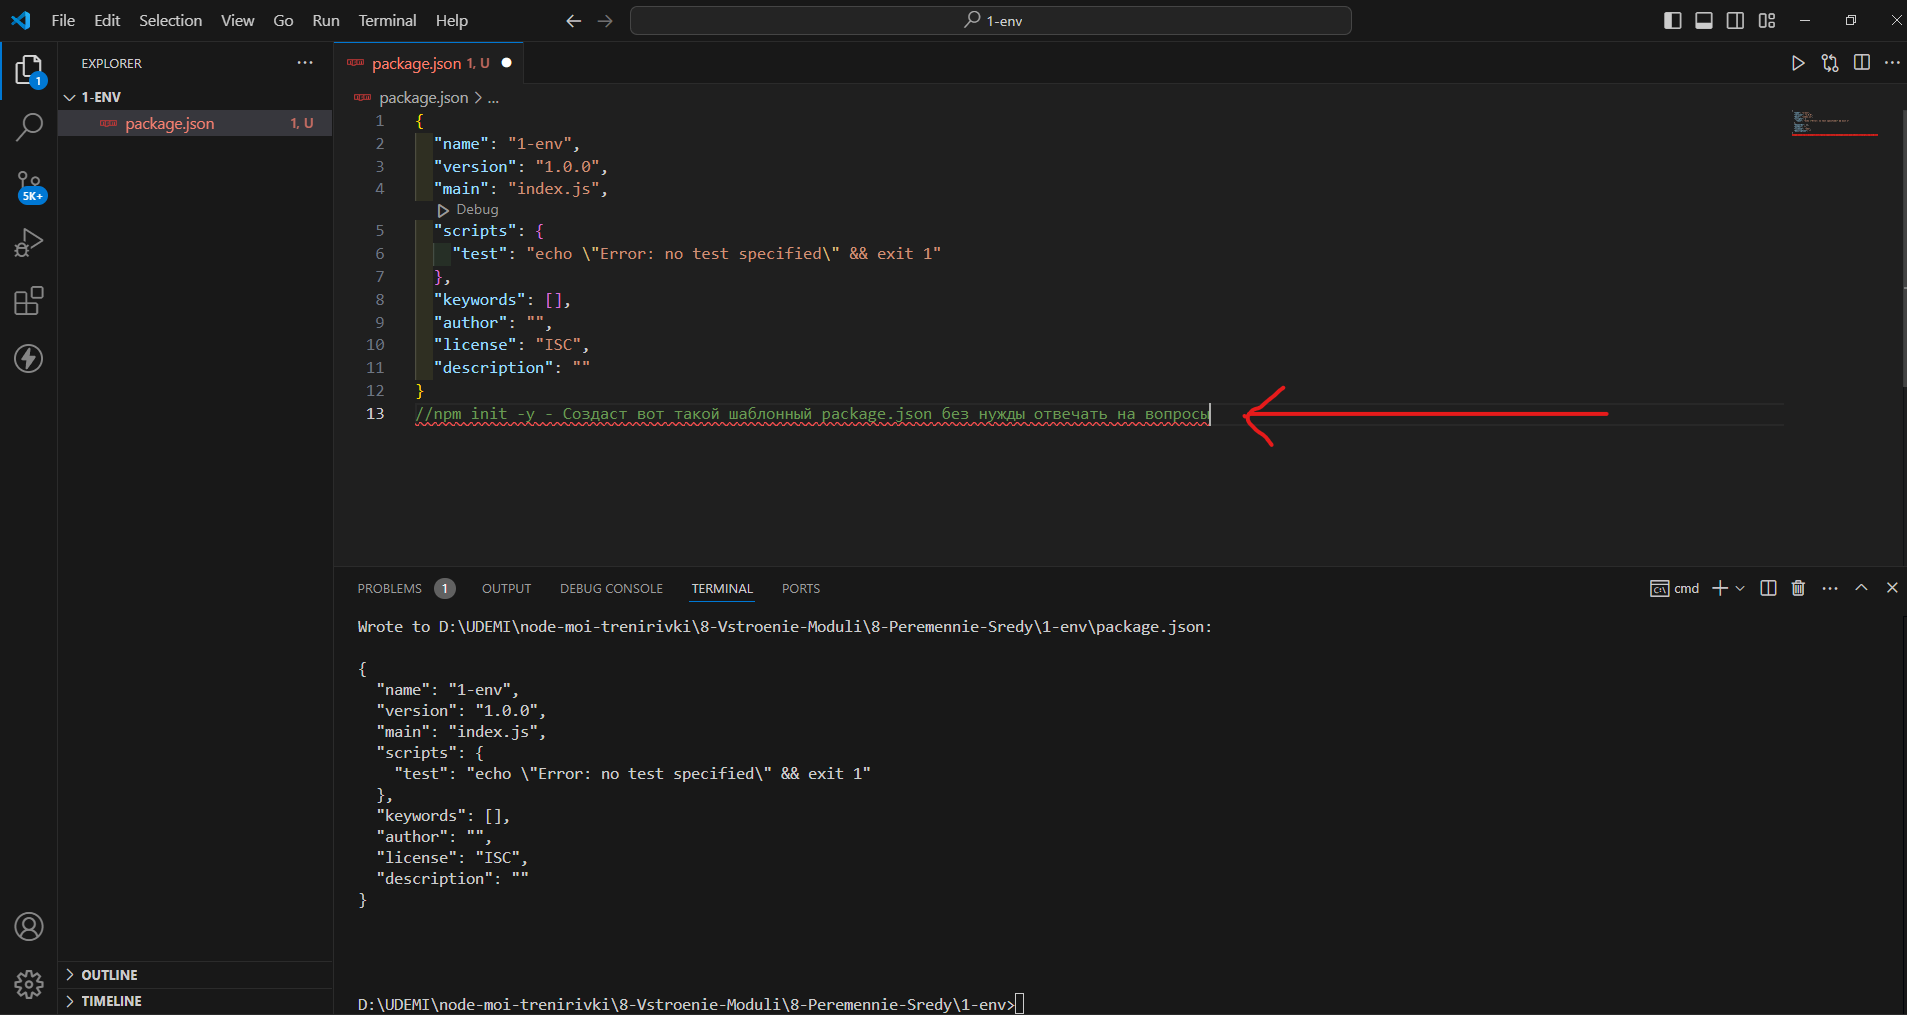 File Edit Selection View Go Run Terminal Help
1-env
EXPLORER
1-ENV
package.json 1, U
1
5K+
OUTLINE
TIMELINE
package.json 1, U
package.json > ...
1 {
2 "name": "1-env",
3 "version": "1.0.0",
4 "main": "index.js",
Debug
5 "scripts": {
6 "test": "echo \"Error: no test specified\" && exit 1"
7 },
8 "keywords": [],
9 "author": "",
10 "license": "ISC",
11 "description": ""
12 }
13 //npm init -y - Создаст вот такой шаблонный package.json без нужды отвечать на вопросы
PROBLEMS 1 OUTPUT DEBUG CONSOLE TERMINAL PORTS
cmd
Wrote to D:\UDEMI\node-moi-trenirivki\8-Vstroenie-Moduli\8-Peremennie-Sredy\1-env\package.json:
{
"name": "1-env",
"version": "1.0.0",
"main": "index.js",
"scripts": {
"test": "echo \"Error: no test specified\" && exit 1"
},
"keywords": [],
"author": "",
"license": "ISC",
"description": ""
}
D:\UDEMI\node-moi-trenirivki\8-Vstroenie-Moduli\8-Peremennie-Sredy\1-env>